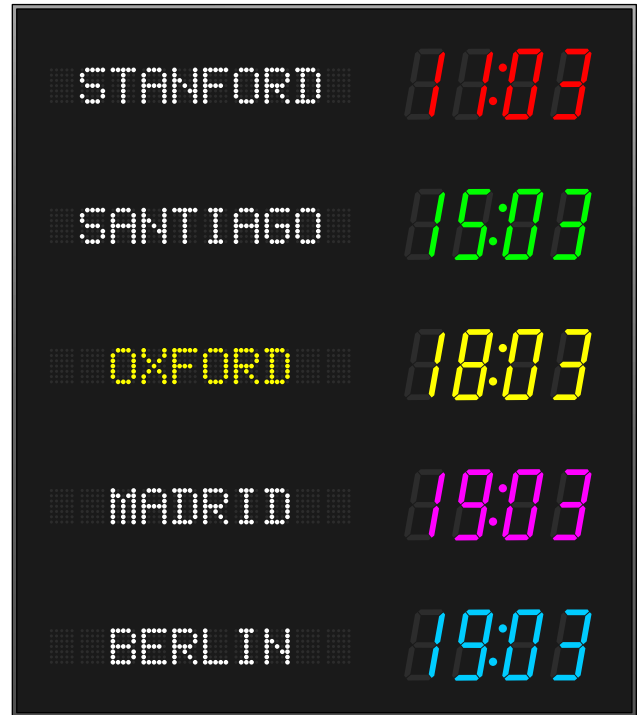 STANFORD 11:03
SANTIAGO 15:03
OXFORD 18:03
MADRID 19:03
BERLIN 19:03